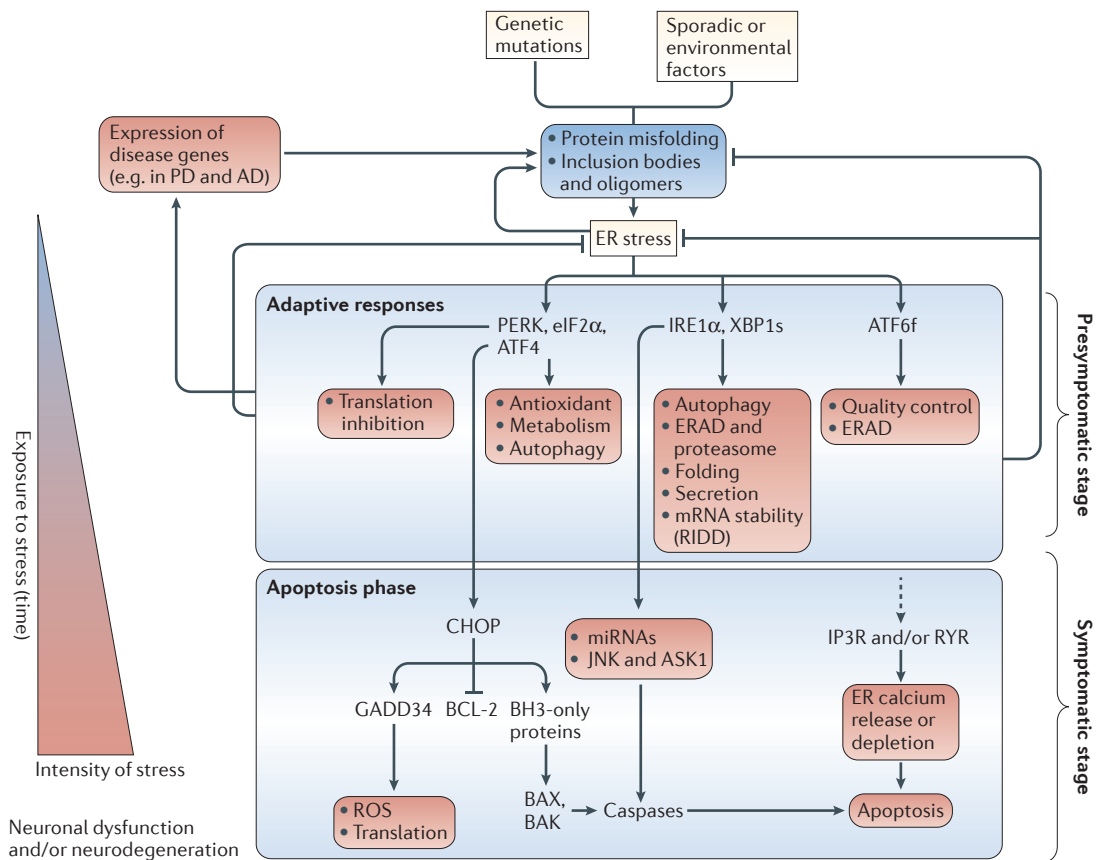 Genetic
mutations
Sporadic or
environmental
factors
Expression of
disease genes
(e.g. in PD and AD)
• Protein misfolding
• Inclusion bodies
and oligomers
ER stress
Adaptive responses
PERK, eIF2α,
ATF4
IRE1α, XBP1s
ATF6f
• Translation
inhibition
• Antioxidant
• Metabolism
• Autophagy
• Autophagy
• ERAD and
proteasome
• Folding
• Secretion
• mRNA stability
(RIDD)
• Quality control
• ERAD
Presymptomatic stage
Exposure to stress (time)
Intensity of stress
Apoptosis phase
CHOP
• miRNAs
• JNK and ASK1
IP3R and/or RYR
GADD34
BCL-2
BH3-only
proteins
ER calcium
release or
depletion
• ROS
• Translation
BAX,
BAK
Caspases
Apoptosis
Symptomatic stage
Neuronal dysfunction
and/or neurodegeneration